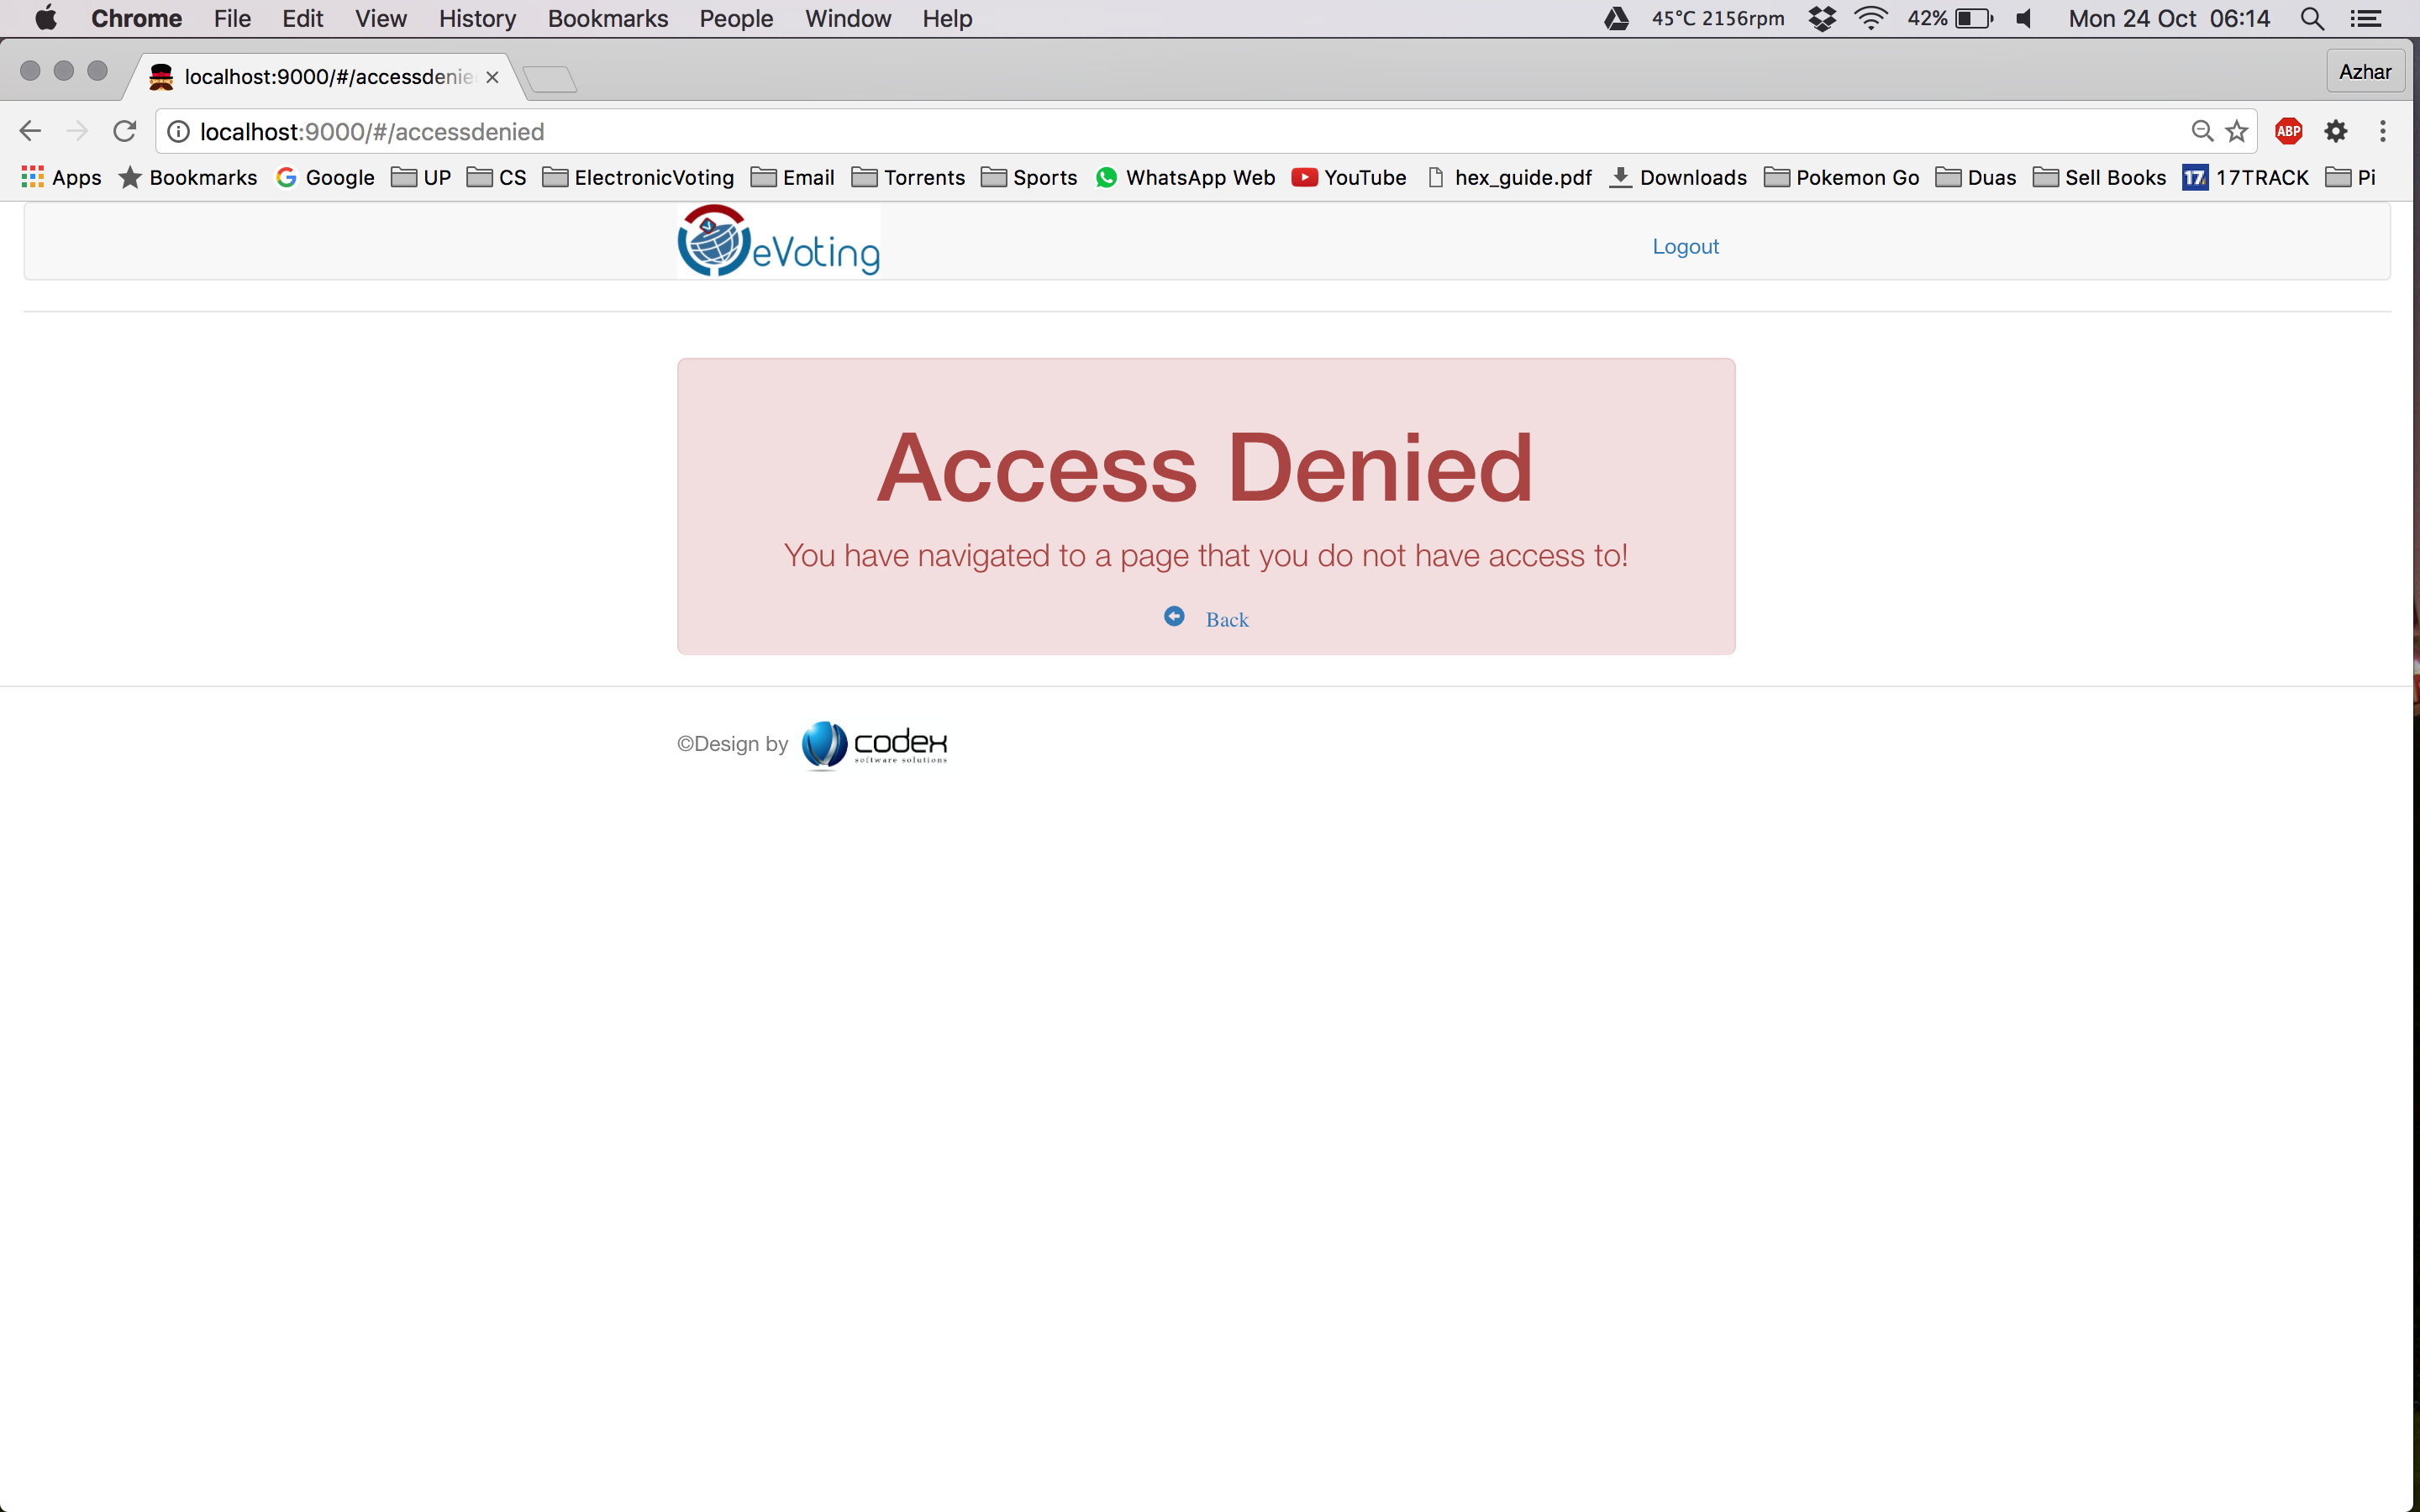 Chrome File Edit View History Bookmarks People Window Help 45°C 2156rpm 42% Mon 24 Oct 06:14
localhost:9000/#/accessdenie Azhar
localhost:9000/#/accessdenied ABP
Apps Bookmarks Google UP CS ElectronicVoting Email Torrents Sports WhatsApp Web YouTube hex_guide.pdf Downloads Pokemon Go Duas Sell Books 17 17TRACK Pi
eVoting Logout
Access Denied
You have navigated to a page that you do not have access to!
Back
©Design by codex
software solutions